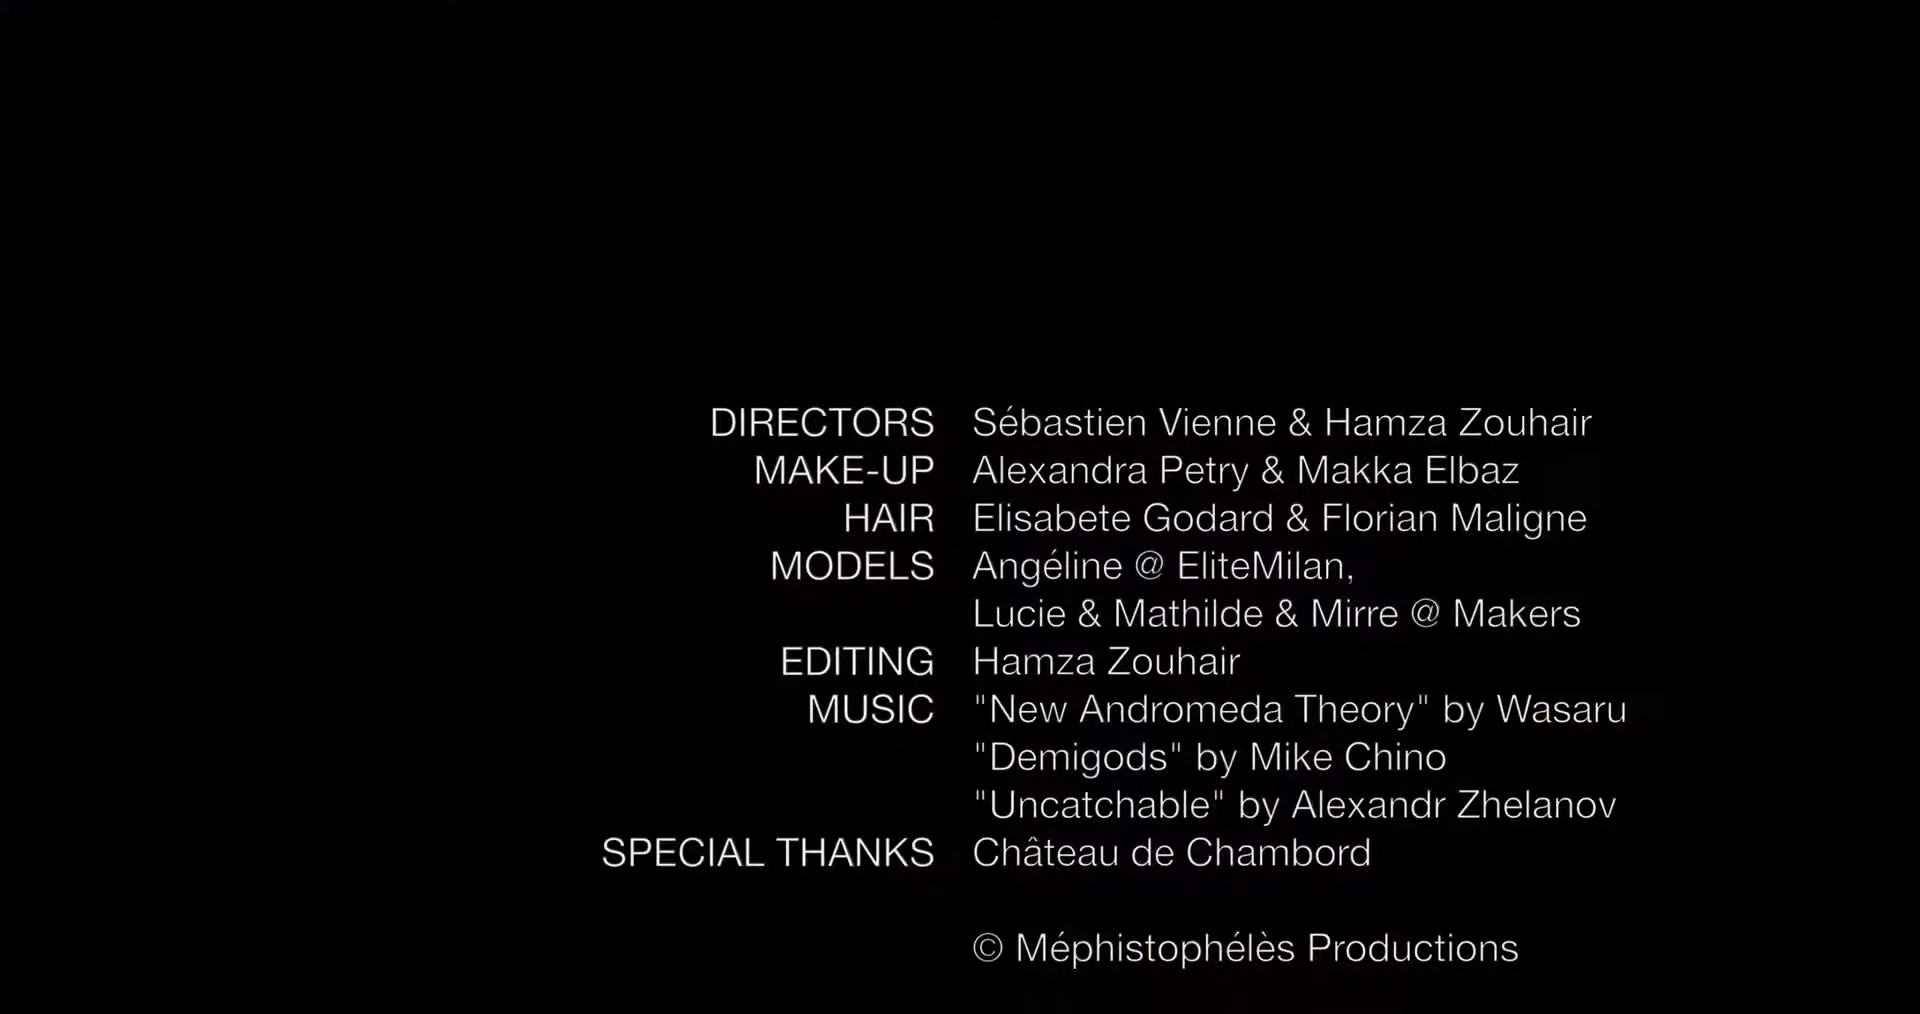 DIRECTORS Sébastien Vienne & Hamza Zouhair
MAKE-UP Alexandra Petry & Makka Elbaz
HAIR Elisabete Godard & Florian Maligne
MODELS Angéline @ EliteMilan,
Lucie & Mathilde & Mirre @ Makers
EDITING Hamza Zouhair
MUSIC "New Andromeda Theory" by Wasaru
"Demigods" by Mike Chino
"Uncatchable" by Alexandr Zhelanov
SPECIAL THANKS Château de Chambord
© Méphistophélès Productions